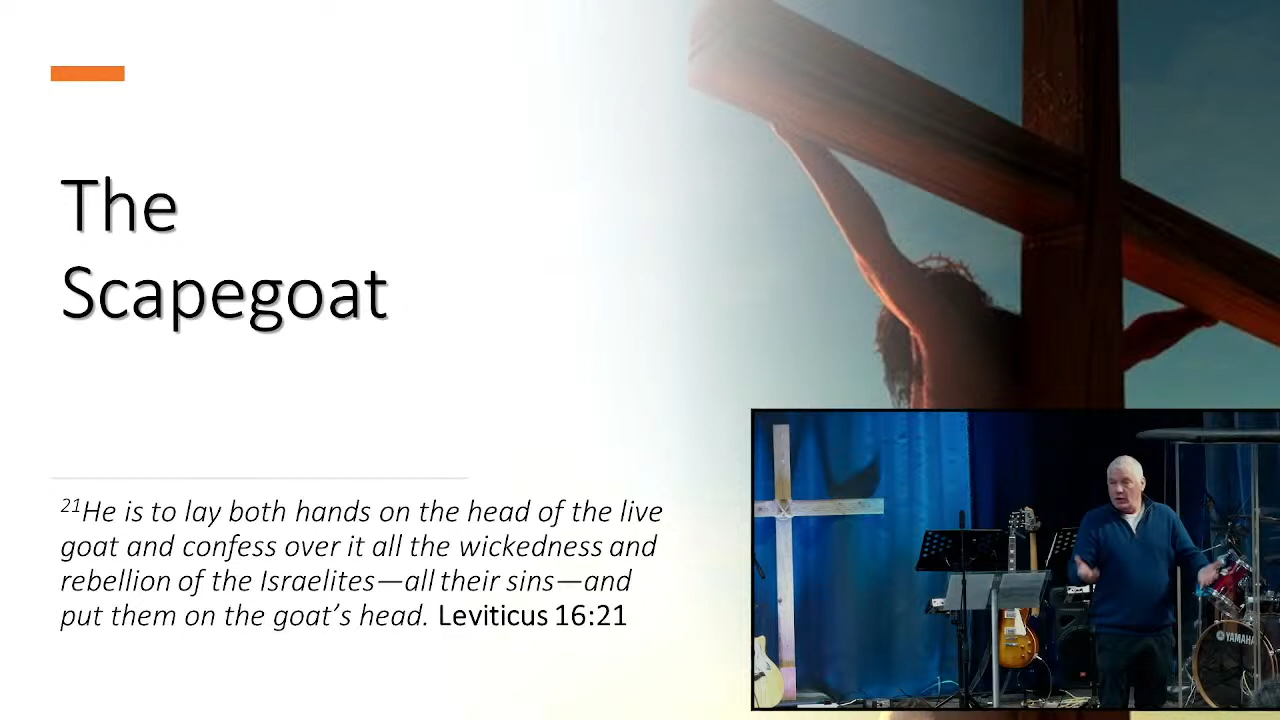 The
Scapegoat
21He is to lay both hands on the head of the live
goat and confess over it all the wickedness and
rebellion of the Israelites—all their sins—and
put them on the goat’s head. Leviticus 16:21
YAMAHA